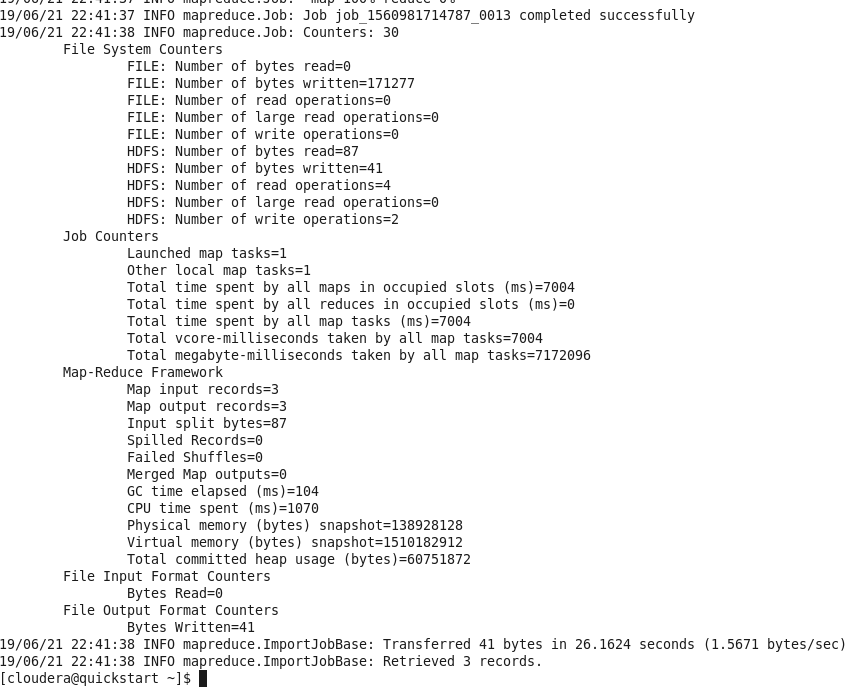 19/06/21 22:41:37 INFO mapreduce.Job:  map 100% reduce 0%
19/06/21 22:41:37 INFO mapreduce.Job: Job job_1560981714787_0013 completed successfully
19/06/21 22:41:38 INFO mapreduce.Job: Counters: 30
File System Counters
FILE: Number of bytes read=0
FILE: Number of bytes written=171277
FILE: Number of read operations=0
FILE: Number of large read operations=0
FILE: Number of write operations=0
HDFS: Number of bytes read=87
HDFS: Number of bytes written=41
HDFS: Number of read operations=4
HDFS: Number of large read operations=0
HDFS: Number of write operations=2
Job Counters
Launched map tasks=1
Other local map tasks=1
Total time spent by all maps in occupied slots (ms)=7004
Total time spent by all reduces in occupied slots (ms)=0
Total time spent by all map tasks (ms)=7004
Total vcore-milliseconds taken by all map tasks=7004
Total megabyte-milliseconds taken by all map tasks=7172096
Map-Reduce Framework
Map input records=3
Map output records=3
Input split bytes=87
Spilled Records=0
Failed Shuffles=0
Merged Map outputs=0
GC time elapsed (ms)=104
CPU time spent (ms)=1070
Physical memory (bytes) snapshot=138928128
Virtual memory (bytes) snapshot=1510182912
Total committed heap usage (bytes)=60751872
File Input Format Counters
Bytes Read=0
File Output Format Counters
Bytes Written=41
19/06/21 22:41:38 INFO mapreduce.ImportJobBase: Transferred 41 bytes in 26.1624 seconds (1.5671 bytes/sec)
19/06/21 22:41:38 INFO mapreduce.ImportJobBase: Retrieved 3 records.
[cloudera@quickstart ~]$